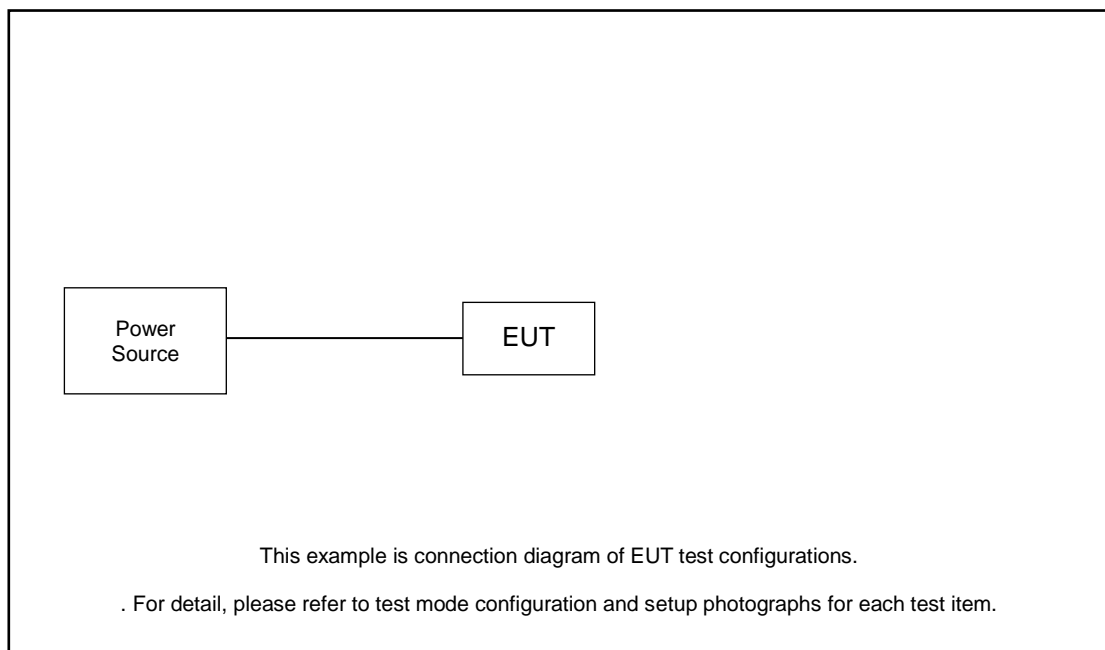 Power
Source
EUT
This example is connection diagram of EUT test configurations.
. For detail, please refer to test mode configuration and setup photographs for each test item.